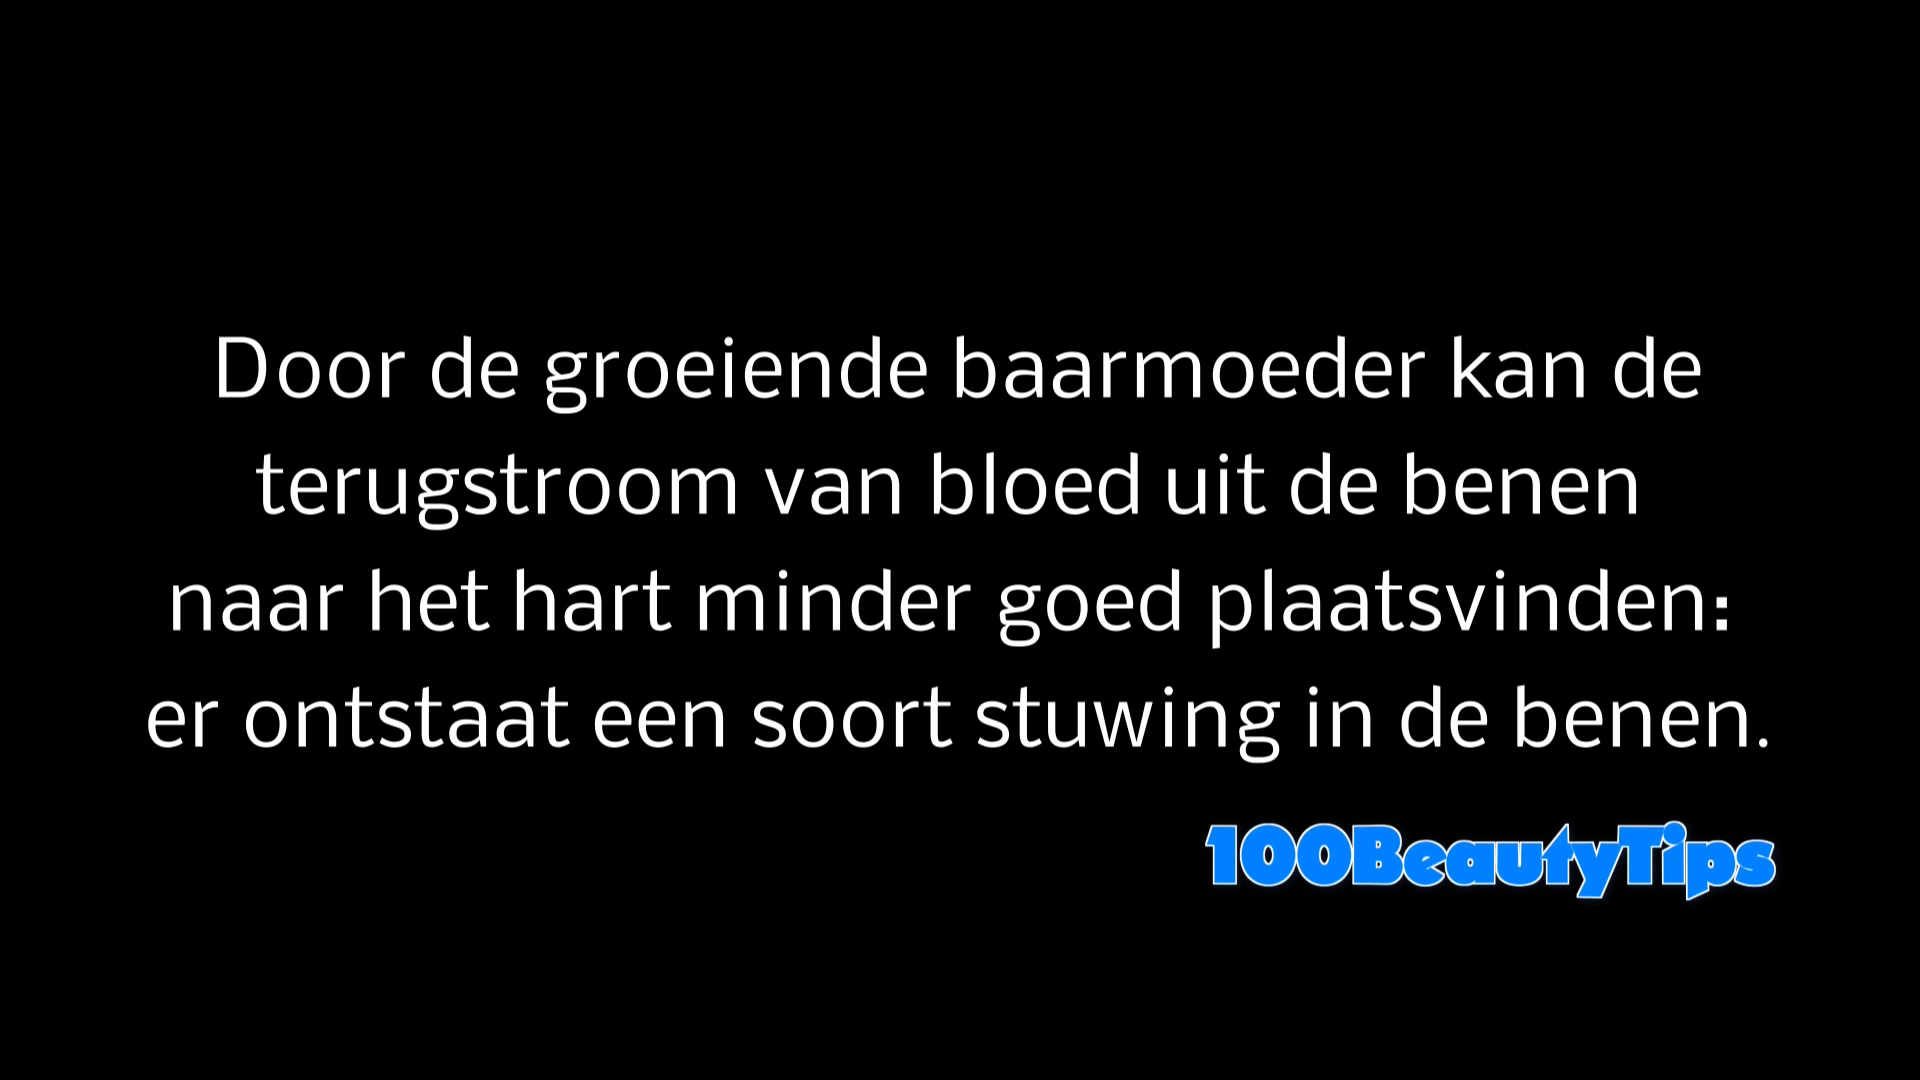 Door de groeiende baarmoeder kan de
terugstroom van bloed uit de benen
naar het hart minder goed plaatsvinden:
er ontstaat een soort stuwing in de benen.
100BeautyTips